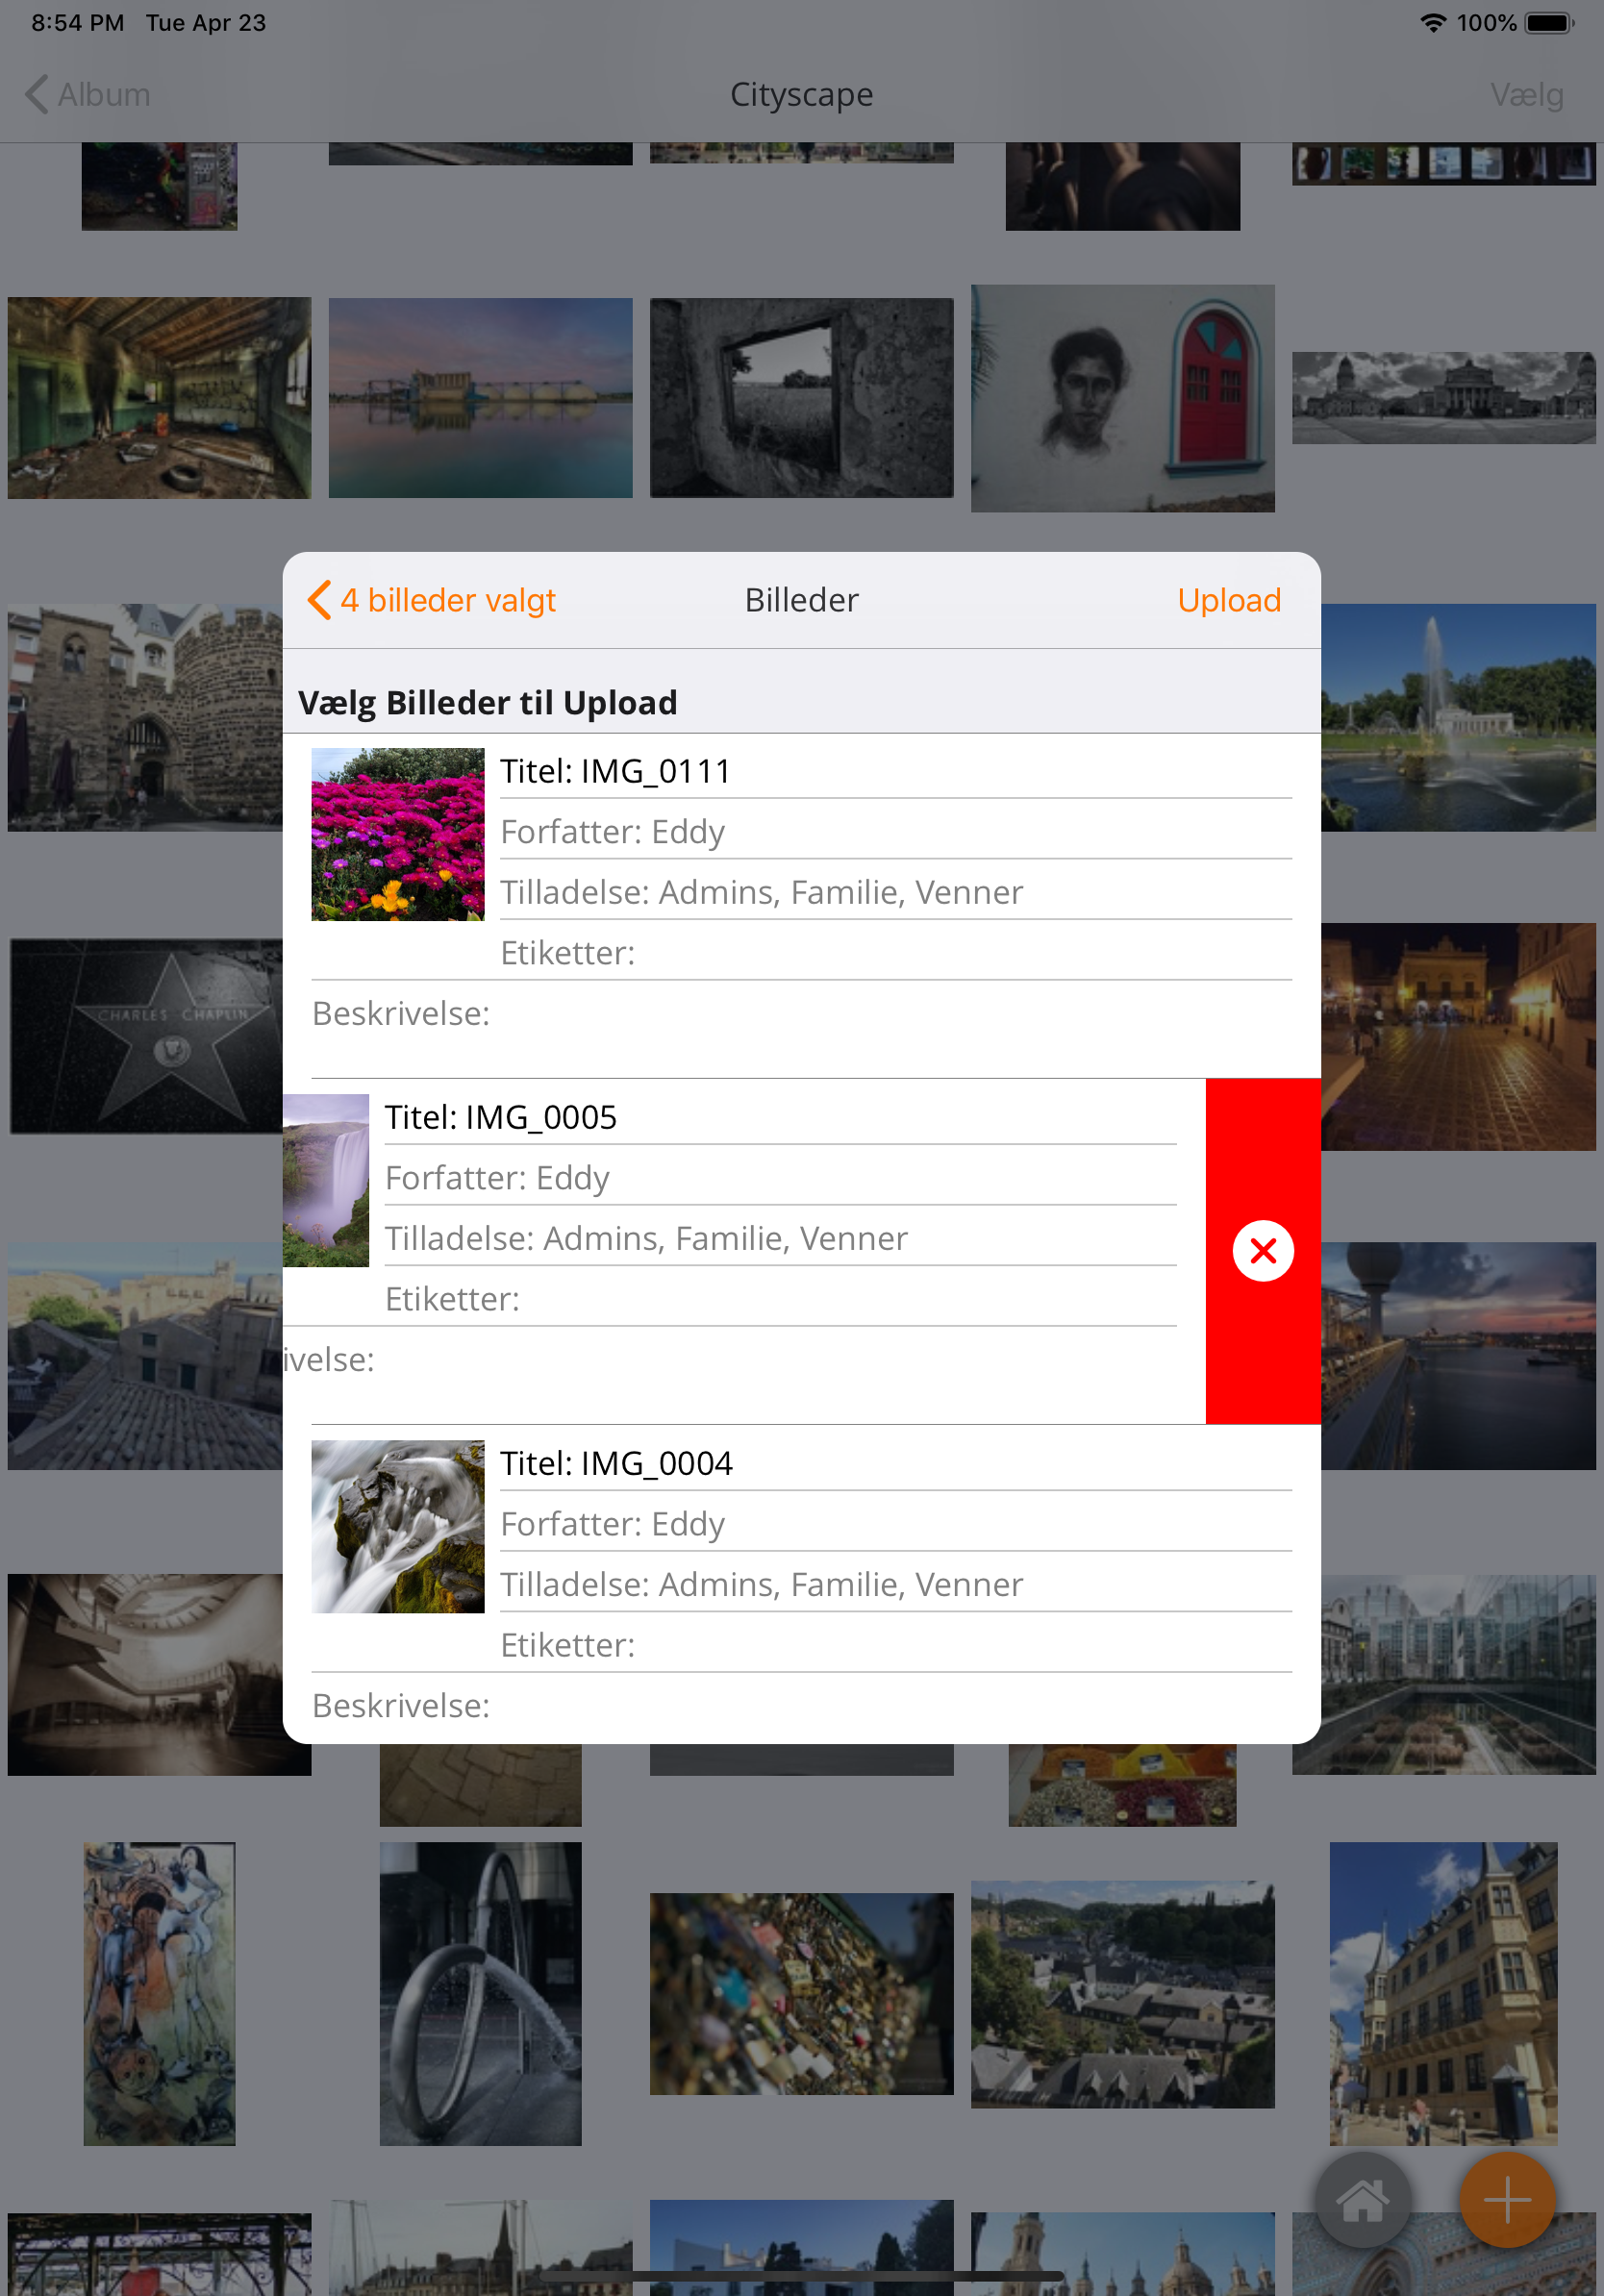 8:54 PM Tue Apr 23 100%
Album Cityscape Vælg
4 billeder valgt Billeder Upload
Vælg Billeder til Upload
Titel: IMG_0111
Forfatter: Eddy
Tilladelse: Admins, Familie, Venner
Etiketter:
Beskrivelse:
Titel: IMG_0005
Forfatter: Eddy
Tilladelse: Admins, Familie, Venner
Etiketter:
ivelse:
Titel: IMG_0004
Forfatter: Eddy
Tilladelse: Admins, Familie, Venner
Etiketter:
Beskrivelse:
CHARLES CHAPLIN